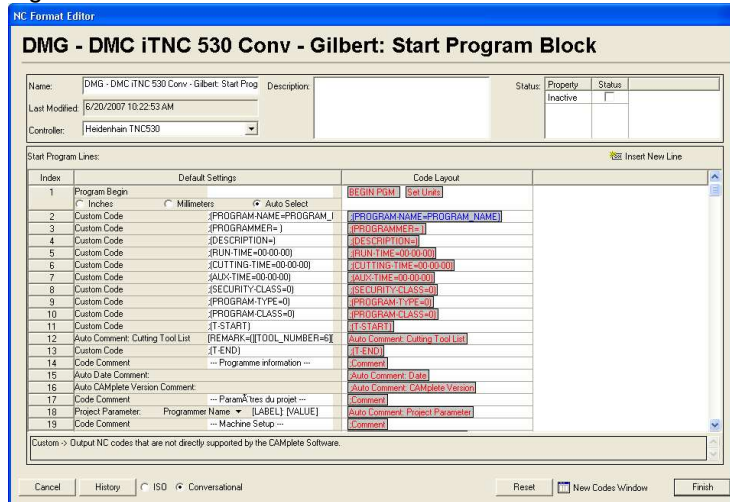 NC Format Editor
DMG - DMC iTNC 530 Conv - Gilbert: Start Program Block
Name: DMG - DMC iTNC 530 Conv - Gilbert: Start Prog Description: Status: Property Status
Inactive
Last Modified: 6/20/2007 10:22:53 AM
Controller: Heidenhain TNC530
Start Program Lines: Insert New Line
Index Default Settings Code Layout
1 Program Begin BEGIN PGM Set Units
Inches Millimeters Auto Select
2 Custom Code ;(PROGRAM-NAME=PROGRAM_ ;(PROGRAM-NAME=PROGRAM_NAME)
3 Custom Code ;(PROGRAMMER= ) ;(PROGRAMMER= )
4 Custom Code ;(DESCRIPTION=) ;(DESCRIPTION=)
5 Custom Code ;(RUN-TIME=00-00-00) ;(RUN-TIME=00-00-00)
6 Custom Code ;(CUTTING-TIME=00-00-00) ;(CUTTING-TIME=00-00-00)
7 Custom Code ;(AUX-TIME=00-00-00) ;(AUX-TIME=00-00-00)
8 Custom Code ;(SECURITY-CLASS=0) ;(SECURITY-CLASS=0)
9 Custom Code ;(PROGRAM-TYPE=0) ;(PROGRAM-TYPE=0)
10 Custom Code ;(PROGRAM-CLASS=0) ;(PROGRAM-CLASS=0)
11 Custom Code ;(T-START) ;(T-START)
12 Auto Comment: Cutting Tool List [REMARK=(][TOOL_NUMBER=6][ Auto Comment: Cutting Tool List
13 Custom Code ;(T-END) ;(T-END)
14 Code Comment --- Programme information --- ;Comment
15 Auto Date Comment: ;Auto Comment: Date
16 Auto CAMplete Version Comment: ;Auto Comment: CAMplete Version
17 Code Comment --- ParamÃ¨tres du projet --- ;Comment
18 Project Parameter: Programmer Name [LABEL]: [VALUE] Auto Comment: Project Parameter
19 Code Comment --- Machine Setup:--- ;Comment
Custom -> Output NC codes that are not directly supported by the CAMplete Software.
Cancel History ISO Conversational Reset New Codes Window Finish